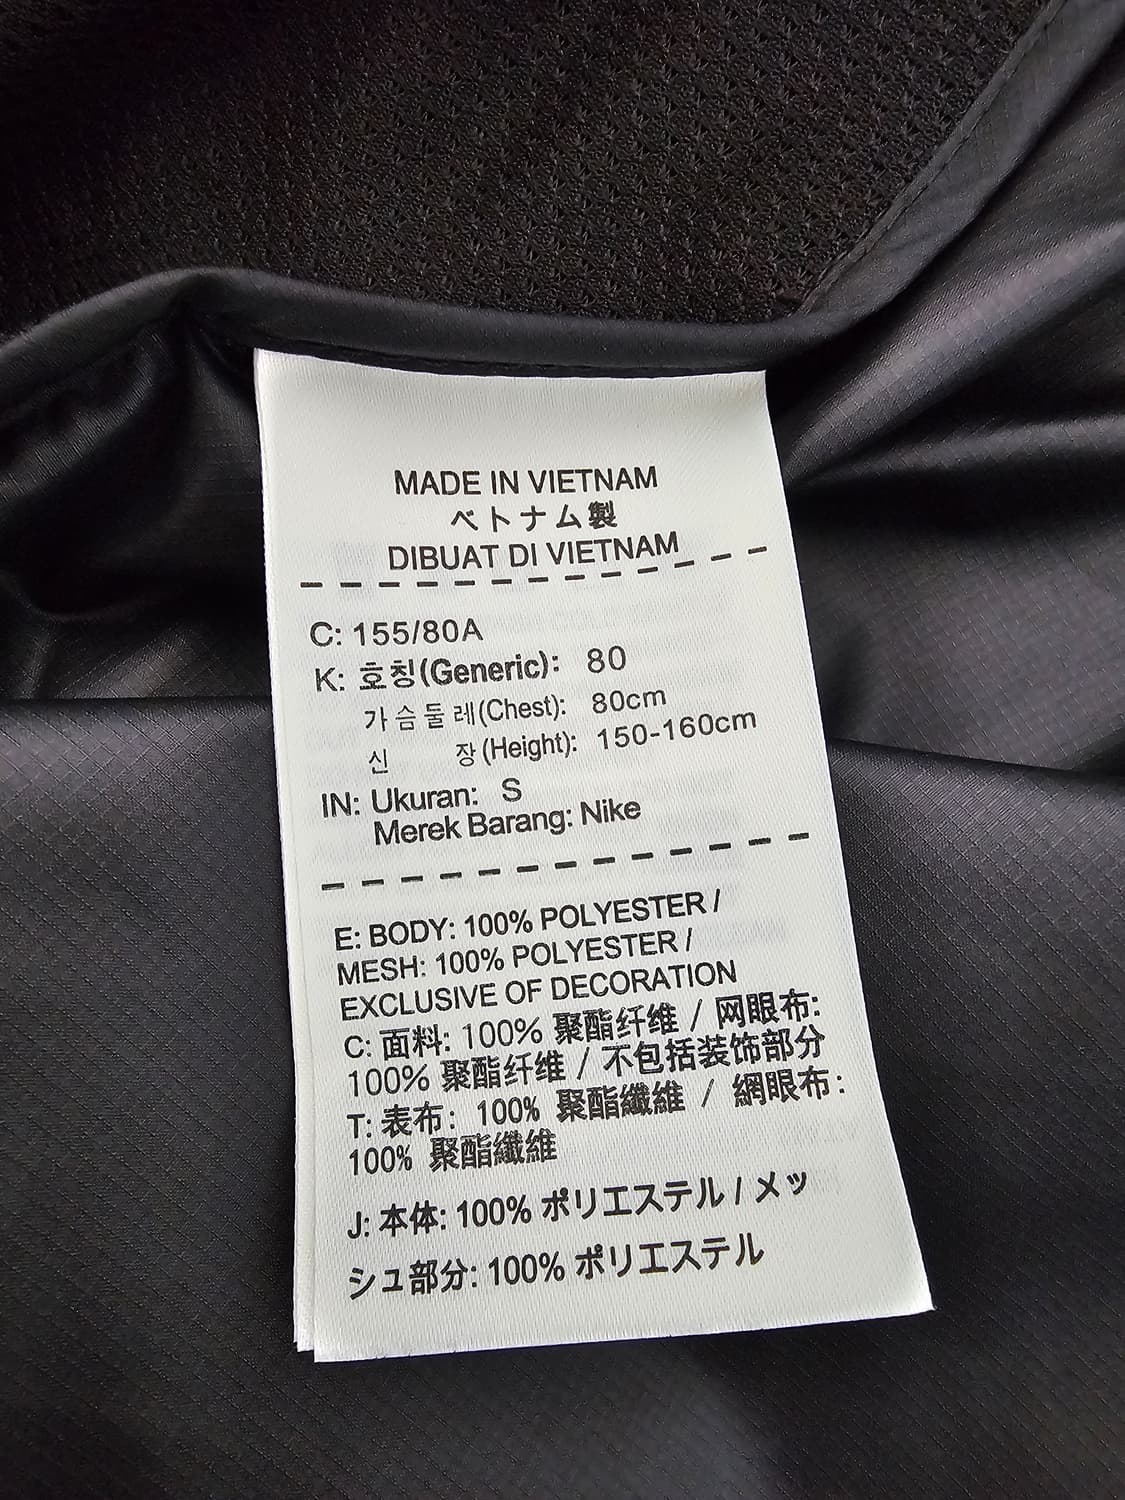 MADE IN VIETNAM
ベトナム製
DIBUAT DI VIETNAM
C: 155/80A
K: 호칭(Generic): 80
가슴둘레(Chest): 80cm
신 장(Height): 150-160cm
IN: Ukuran: S
Merek Barang: Nike
E: BODY: 100% POLYESTER /
MESH: 100% POLYESTER /
EXCLUSIVE OF DECORATION
C: 面料: 100% 聚酯纤维 / 网眼布:
100% 聚酯纤维 / 不包括装饰部分
T: 表布: 100% 聚酯纖維 / 網眼布:
100% 聚酯纖維
J: 本体: 100% ポリエステル / メッ
シュ部分: 100% ポリエステル